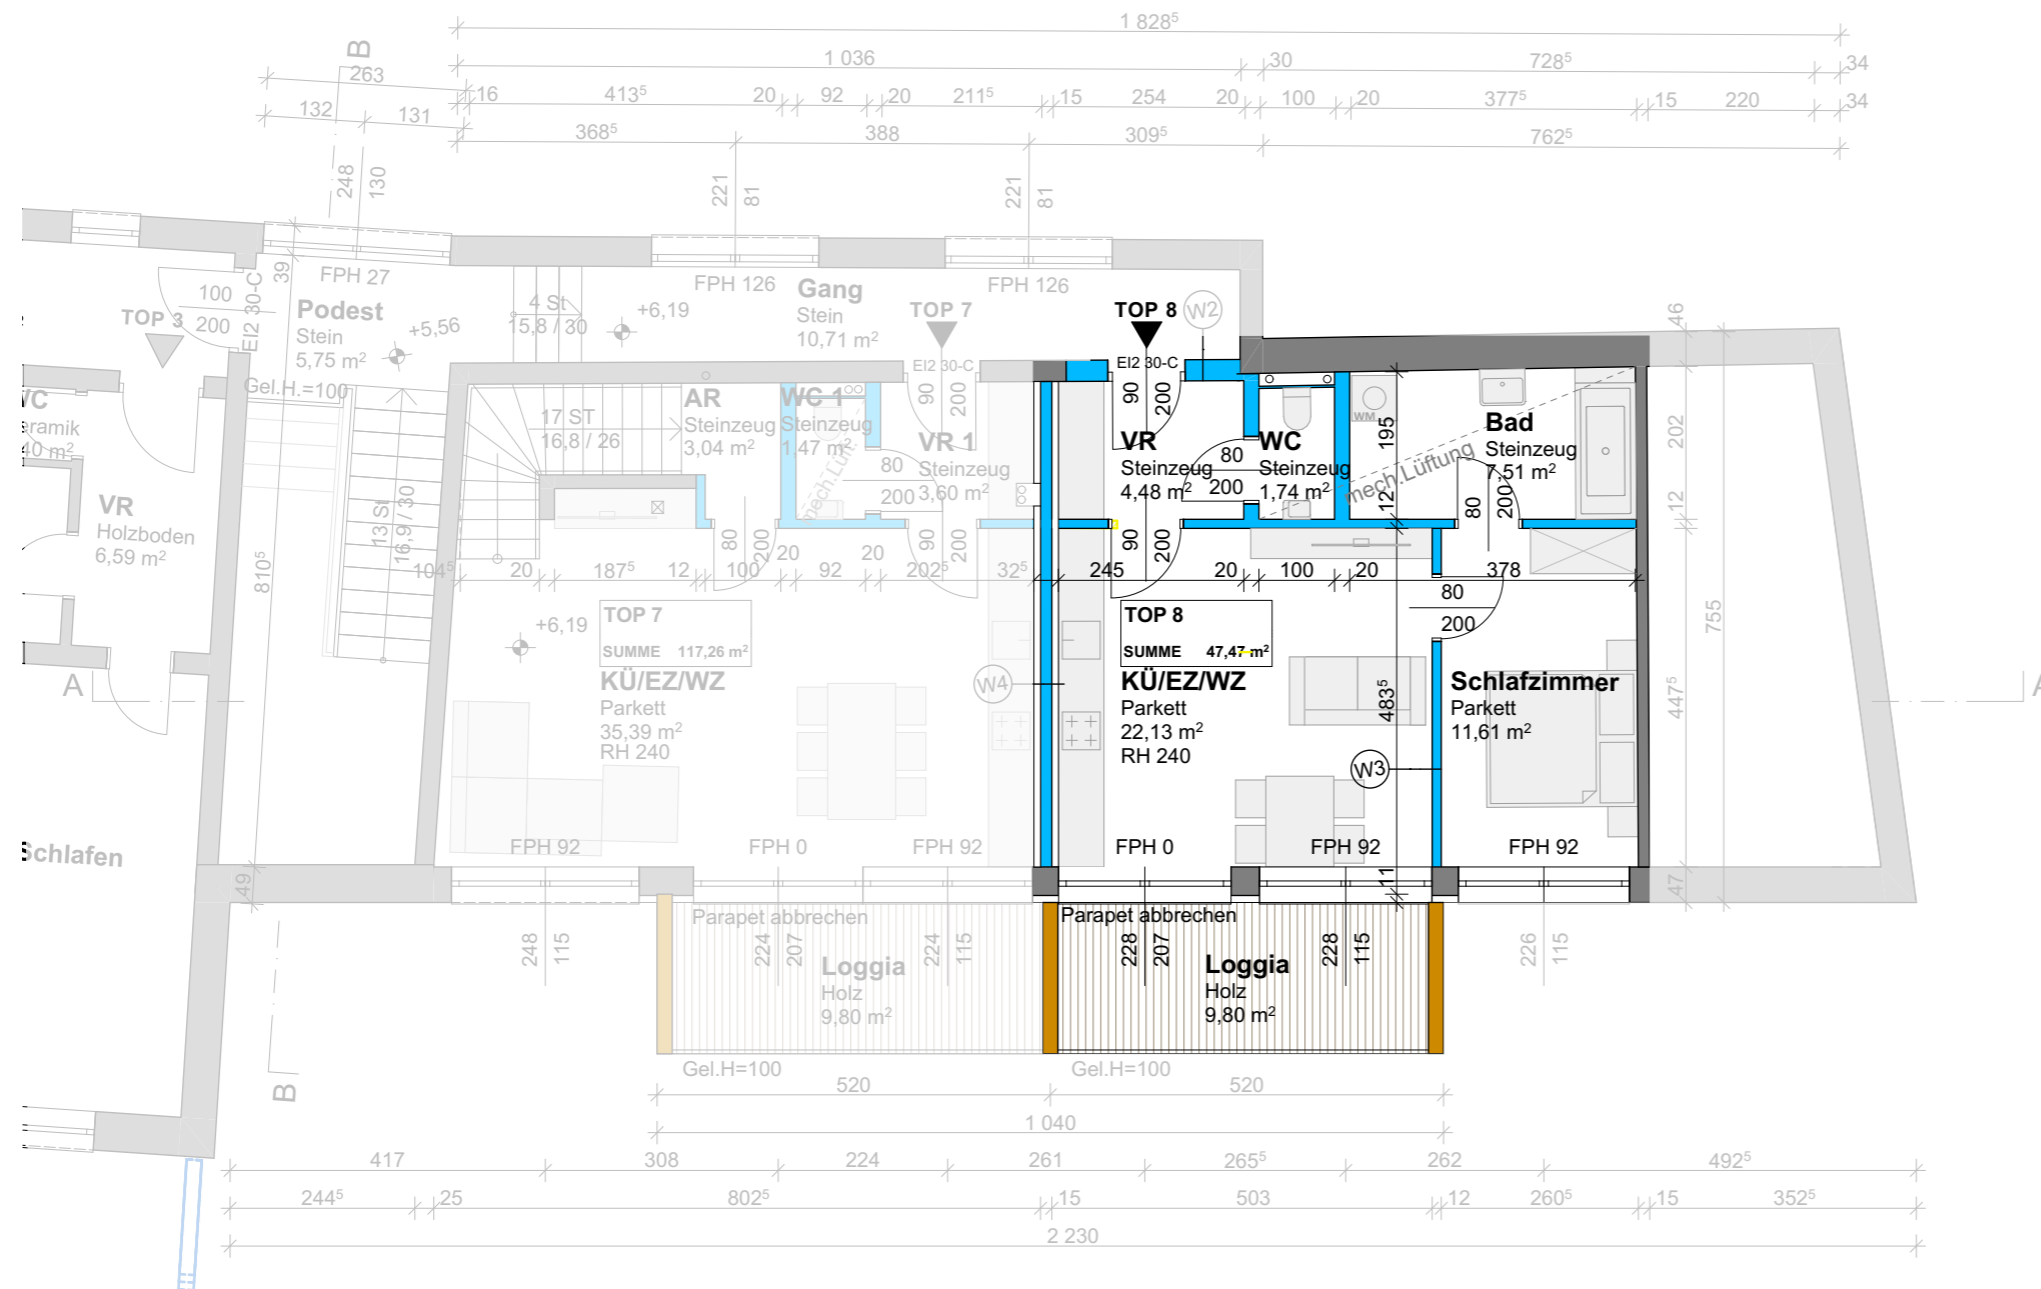 1 828⁵
1 036
30
728⁵
34
263
16
413⁵
20
92
20
211⁵
15
254
20
100
20
377⁵
15
220
34
132
131
368⁵
388
309⁵
762⁵
B
248
130
221
81
221
81
39
FPH 27
FPH 126
FPH 126
100
200
EI2 30-C
TOP 3
Podest
Stein
5,75 m²
+5,56
Gel.H.=100
4 St
15,8 / 30
+6,19
Gang
Stein
10,71 m²
TOP 7
EI2 30-C
90
200
TOP 8
EI2 30-C
90
200
W2
46
VC
eramik
40 m²
VR
Holzboden
6,59 m²
13 St
16,9 / 30
810⁵
17 ST
16,8 / 26
AR
Steinzeug
3,04 m²
WC 1
Steinzeug
1,47 m²
mech.Lüft
VR 1
Steinzeug
3,60 m²
80
200
VR
Steinzeug
4,48 m²
80
200
WC
Steinzeug
1,74 m²
WM
195
12
mech.Lüftung
Bad
Steinzeug
7,51 m²
202
12
80
200
90
200
90
200
80
200
104⁵
20
187⁵
12
100
20
92
20
202⁵
32⁵
245
20
100
20
378
80
200
755
+6,19
TOP 7
SUMME 117,26 m²
KÜ/EZ/WZ
Parkett
35,39 m²
RH 240
W4
TOP 8
SUMME 47,47 m²
KÜ/EZ/WZ
Parkett
22,13 m²
RH 240
483⁵
W3
Schlafzimmer
Parkett
11,61 m²
447⁵
A
A
Schlafen
FPH 92
FPH 0
FPH 92
FPH 0
FPH 92
FPH 92
49
11
47
Parapet abbrechen
Parapet abbrechen
248
115
224
207
224
115
228
207
228
115
226
115
Loggia
Holz
9,80 m²
Loggia
Holz
9,80 m²
B
Gel.H=100
Gel.H=100
520
520
1 040
417
308
224
261
265⁵
262
492⁵
244⁵
25
802⁵
15
503
12
260⁵
15
352⁵
2 230